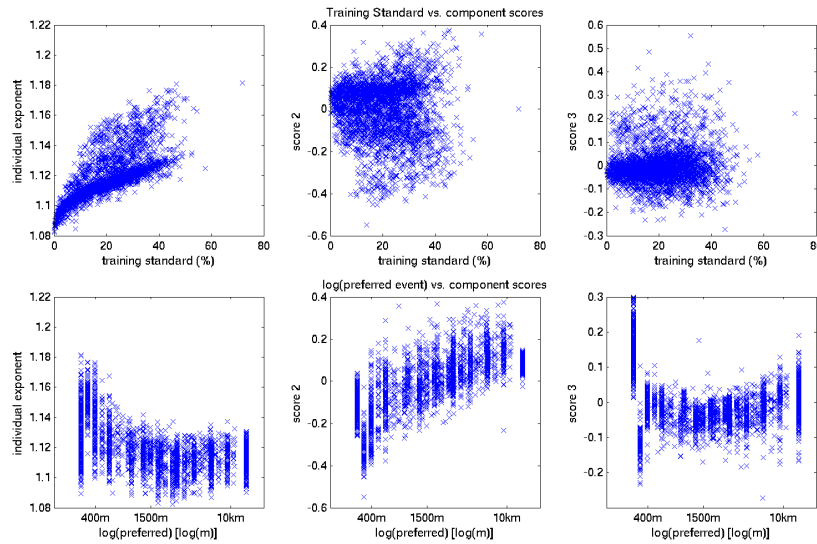 Training Standard vs. component scores
1.22
1.2
1.18
1.16
1.14
1.12
1.1
1.08
individual exponent
0 20 40 60 80
training standard (%)
0.4
0.2
0
-0.2
-0.4
-0.6
score 2
0 20 40 60 80
training standard (%)
0.6
0.5
0.4
0.3
0.2
0.1
0
-0.1
-0.2
-0.3
score 3
0 20 40 60 80
training standard (%)
log(preferred event) vs. component scores
1.22
1.2
1.18
1.16
1.14
1.12
1.1
1.08
individual exponent
400m 1500m 10km
log(preferred) [log(m)]
0.4
0.2
0
-0.2
-0.4
-0.6
score 2
400m 1500m 10km
log(preferred) [log(m)]
0.3
0.2
0.1
0
-0.1
-0.2
score 3
400m 1500m 10km
log(preferred) [log(m)]